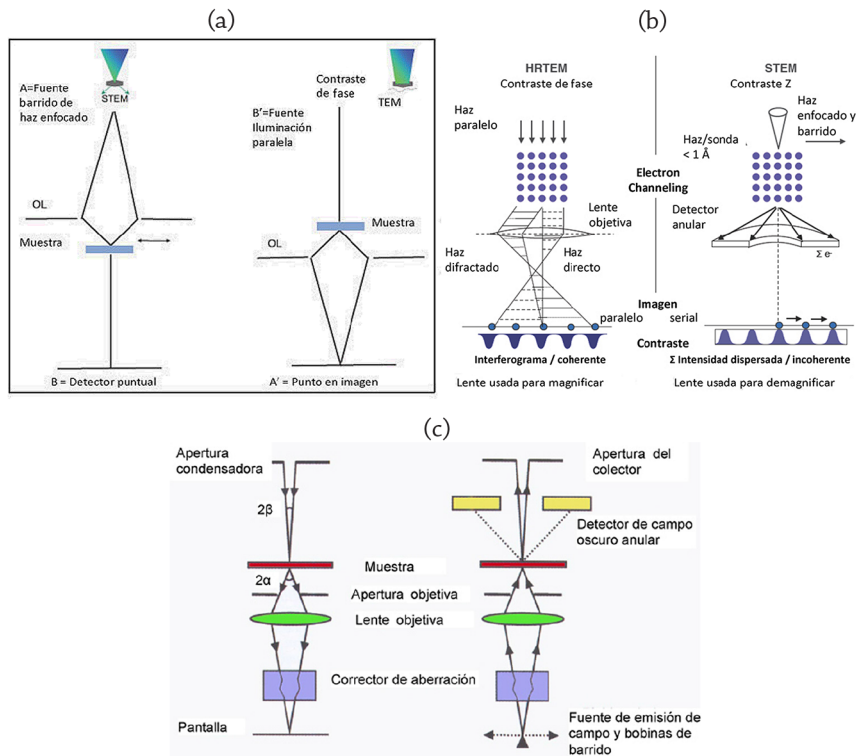 (a)
A=Fuente
barrido de
haz enfocado
STEM
OL
Muestra
B = Detector puntual
Contraste
de fase
TEM
B'=Fuente
Iluminación
paralela
Muestra
OL
A' = Punto en imagen
(b)
HRTEM
Contraste de fase
Haz
paralelo
Lente
objetiva
Haz
difractado
Haz
directo
Interferograma / coherente
Lente usada para magnificar
Electron
Channeling
Imagen
paralelo
serial
Contraste
STEM
Contraste Z
Haz
enfocado y
barrido
Haz/sonda
< 1 Å
Detector
anular
Σ e-
Σ Intensidad dispersada / incoherente
Lente usada para demagnificar
(c)
Apertura
condensadora
2β
Muestra
2α
Apertura objetiva
Lente objetiva
Corrector de aberración
Pantalla
Apertura del
colector
Detector de campo
oscuro anular
Fuente de emisión de
campo y bobinas de
barrido